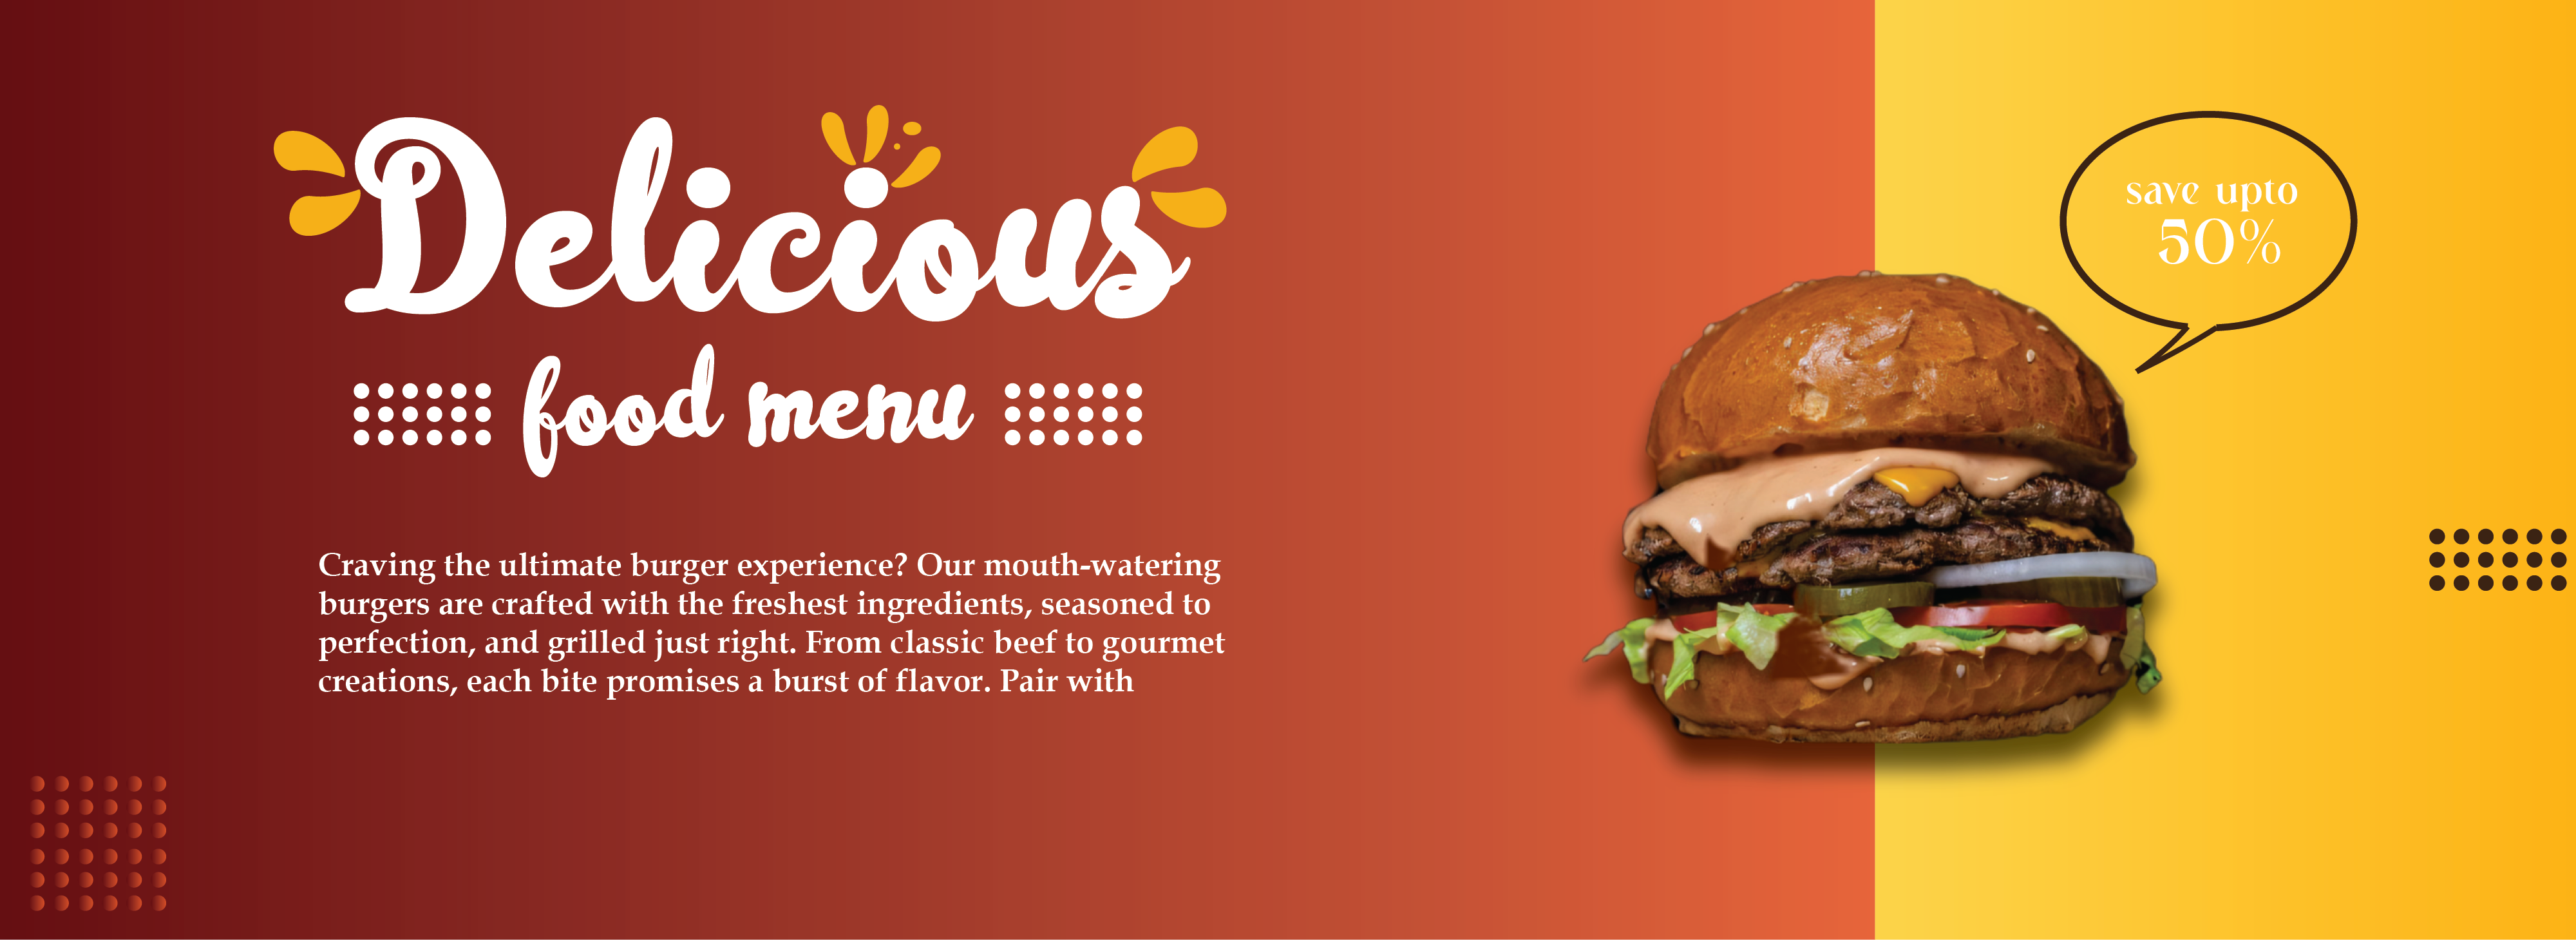 Delicious
food menu
Craving the ultimate burger experience? Our mouth-watering
burgers are crafted with the freshest ingredients, seasoned to
perfection, and grilled just right. From classic beef to gourmet
creations, each bite promises a burst of flavor. Pair with
save upto
50%